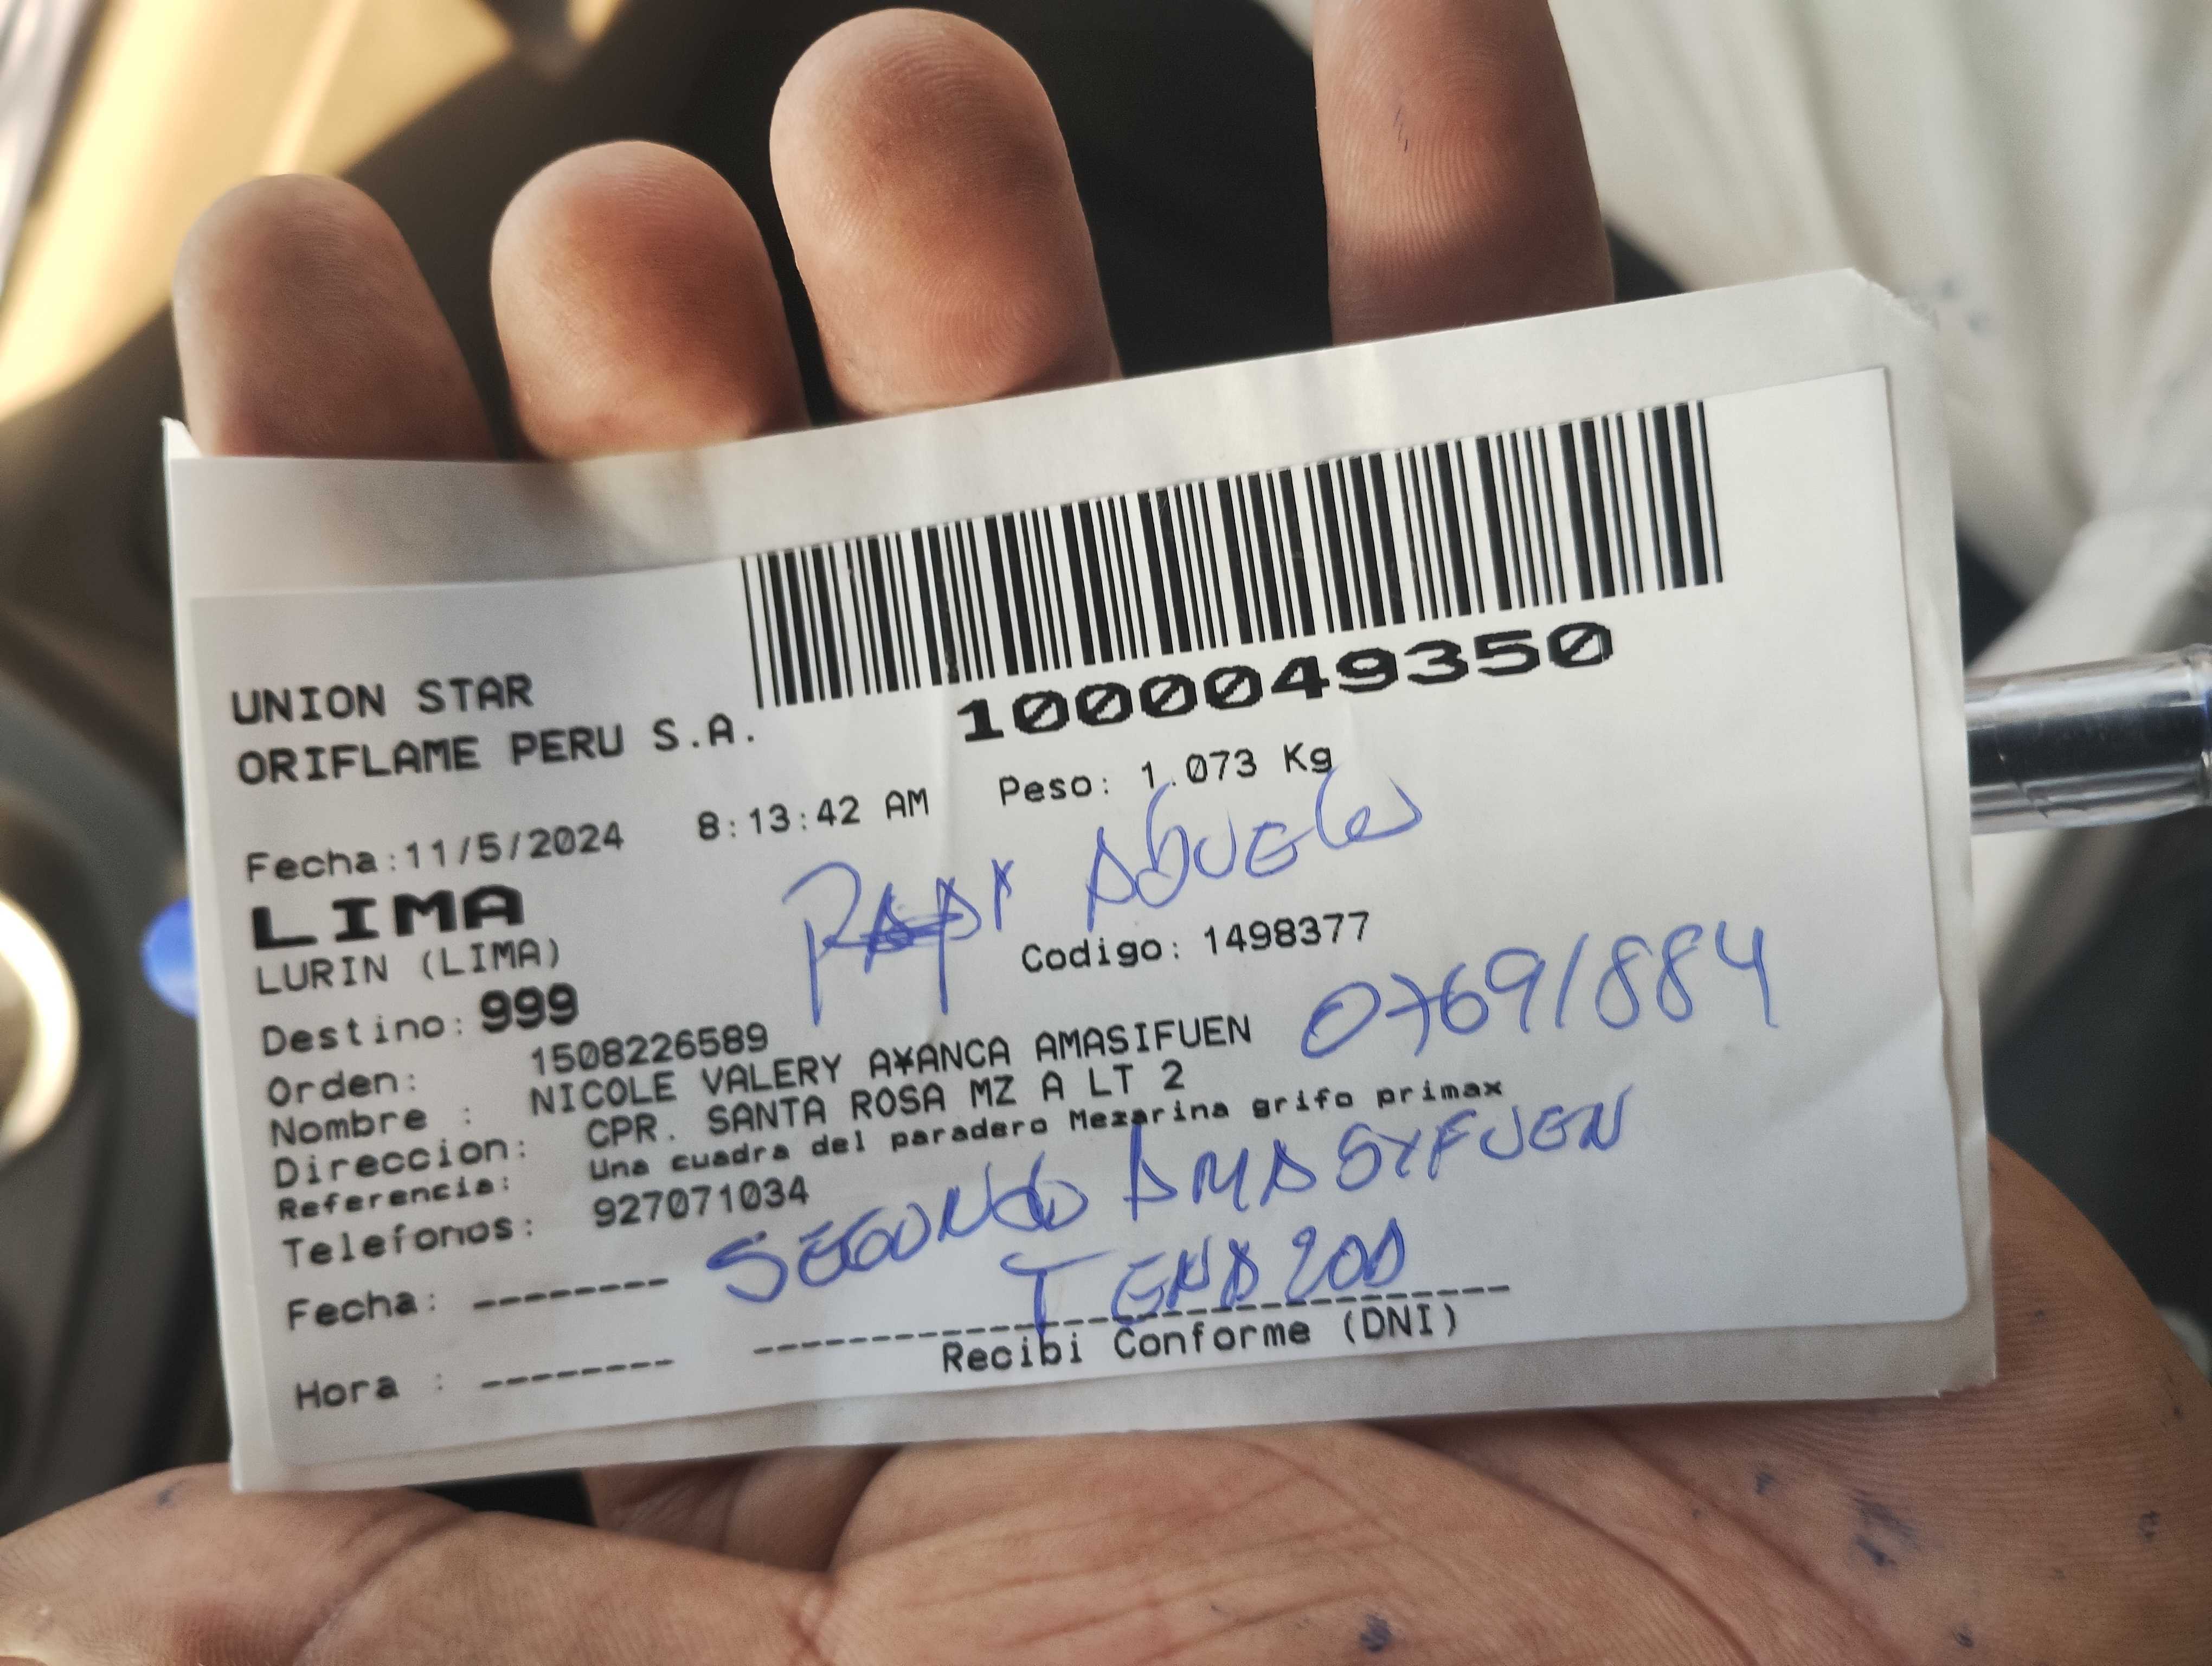 1000049350
UNION STAR
ORIFLAME PERU S.A.
Fecha:11/5/2024 8:13:42 AM Peso: 1.073 Kg
LIMA
PAPA ABUELO
LURIN (LIMA)
Codigo: 1498377
Destino: 999
07691884
Orden: 1508226589
Nombre : NICOLE VALERY A¥ANCA AMASIFUEN
Direccion: CPR. SANTA ROSA MZ A LT 2
Referencia: Una cuadra del paradero Mezarina grifo primax
Telefonos: 927071034
SEGUNDO AMASYFUEN
Fecha: --------
Recibi Conforme (DNI)
Hora : --------